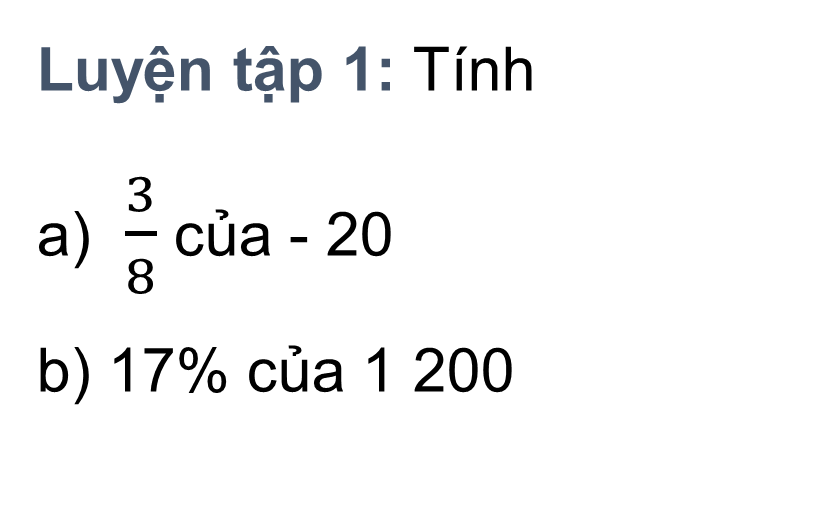 Luyện tập 1: Tính
a) 3/8 của - 20
b) 17% của 1 200